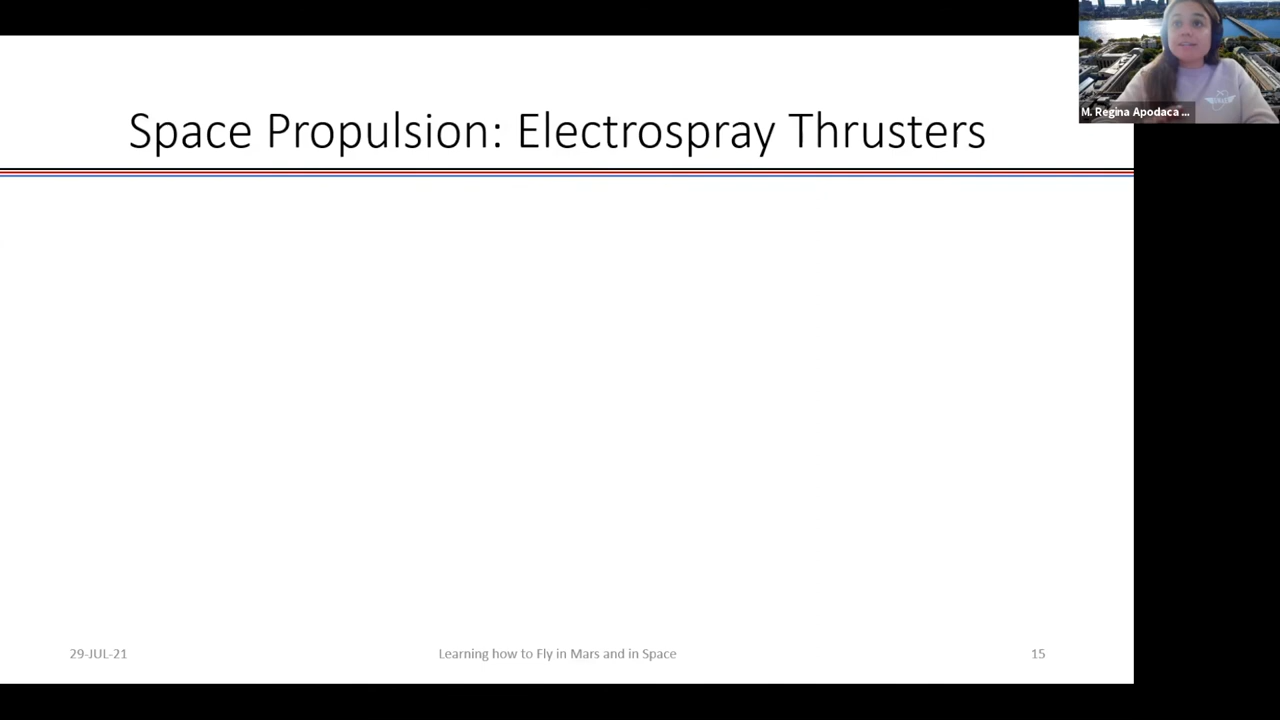 Space Propulsion: Electrospray Thrusters
M. Regina Apodaca ...
29-JUL-21
Learning how to Fly in Mars and in Space
15